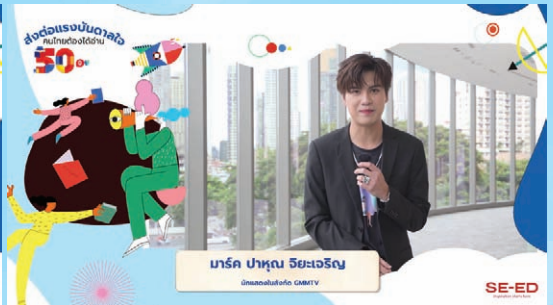 ส่งต่อแรงบันดาลใจ
คนไทยต้องได้อ่าน
50
มาร์ค ปาหุณ จิยะเจริญ
นักแสดงในสังกัด GMMTV
SE-ED